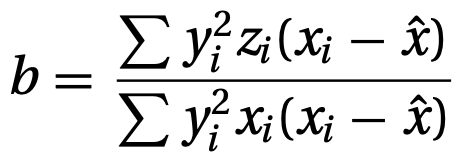 b = \frac{\sum y_i^2 z_i (x_i - \hat{x})}{\sum y_i^2 x_i (x_i - \hat{x})}